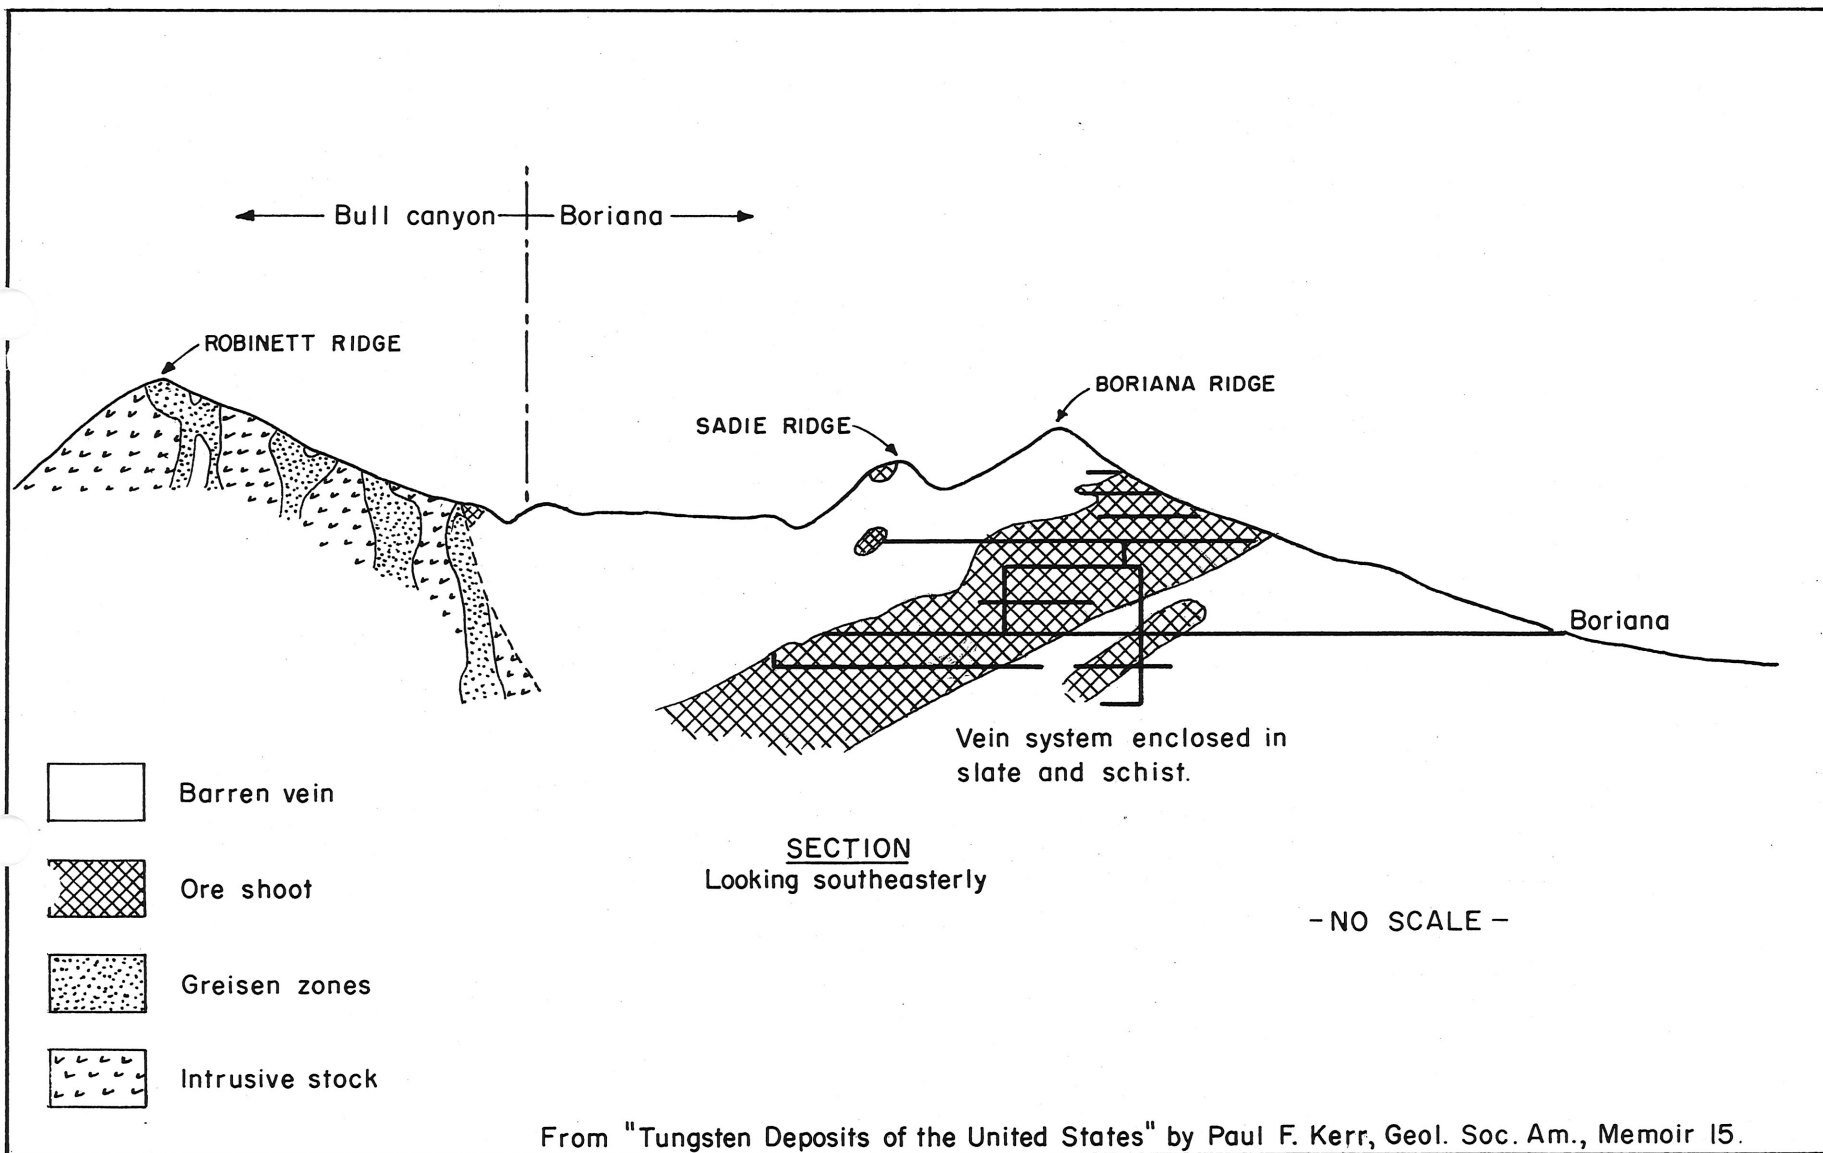 Bull canyon Boriana
ROBINETT RIDGE
BORIANA RIDGE
SADIE RIDGE
Boriana
Vein system enclosed in
slate and schist.
Barren vein
SECTION
Looking southeasterly
Ore shoot
- NO SCALE -
Greisen zones
Intrusive stock
From "Tungsten Deposits of the United States" by Paul F. Kerr, Geol. Soc. Am., Memoir 15.